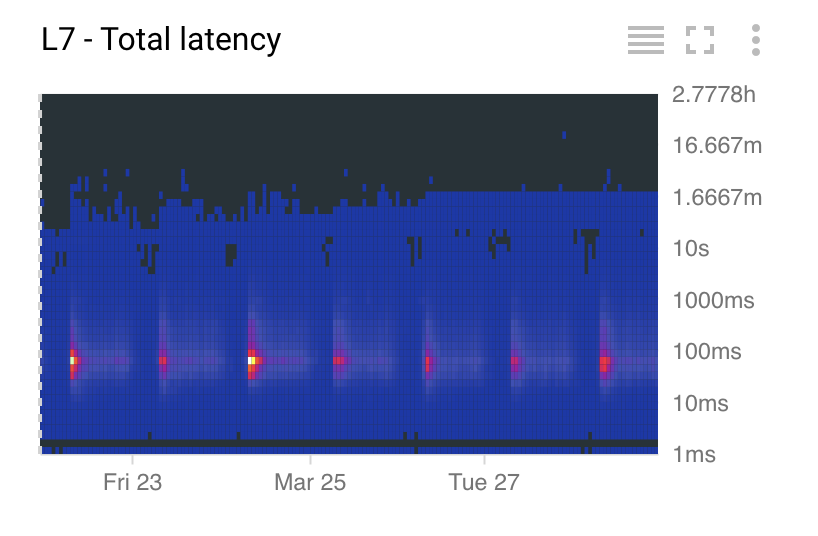 L7 - Total latency
2.7778h
16.667m
1.6667m
10s
1000ms
100ms
10ms
1ms
Fri 23
Mar 25
Tue 27